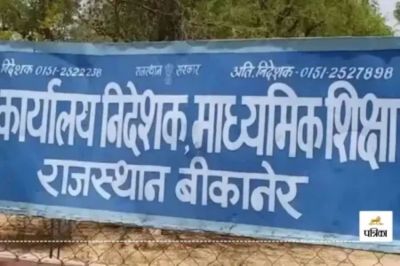 निदेशक 0151-2522238 राजस्थान सरकार अति. निदेशक-0151-2527898
कार्यालय निदेशक, माध्यमिक शिक्षा
राजस्थान बीकानेर
पत्रिका